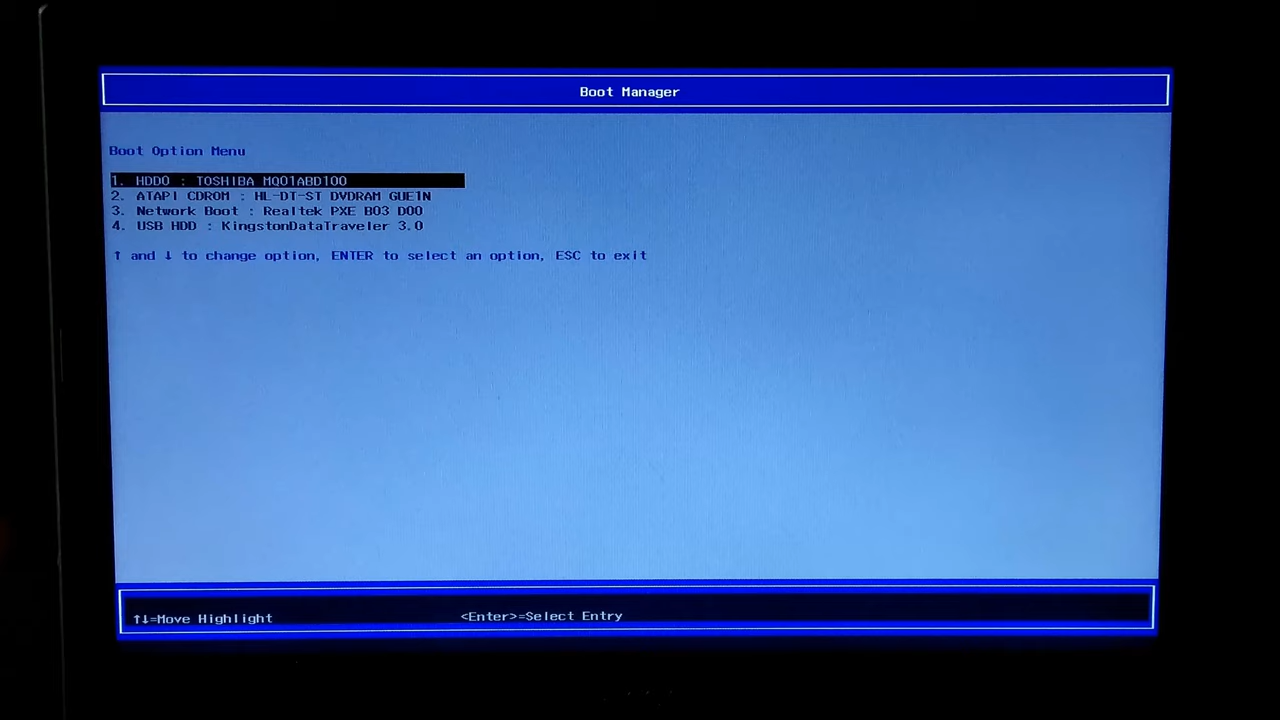 Boot Manager
Boot Option Menu
1. HDD0 : TOSHIBA MQ01ABD100
2. ATAPI CDROM : HL-DT-ST DVDRAM GUE1N
3. Network Boot : Realtek PXE B03 D00
4. USB HDD : KingstonDataTraveler 3.0
↑ and ↓ to change option, ENTER to select an option, ESC to exit
↑↓=Move Highlight <Enter>=Select Entry